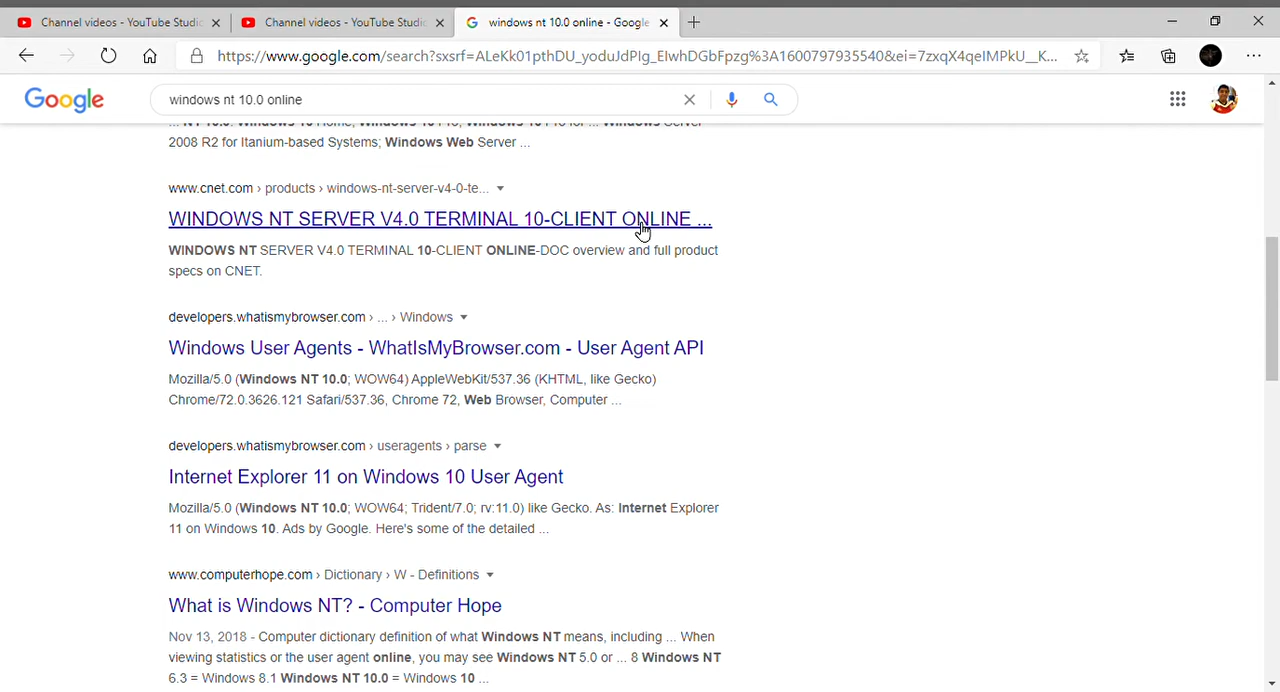 Channel videos - YouTube Studio
Channel videos - YouTube Studio
windows nt 10.0 online - Google
https://www.google.com/search?sxsrf=ALeKk01pthDU_yoduJdPIg_ElwhDGbFpzg%3A1600797935540&ei=7zxqX4qeIMPkU__K...
Google
windows nt 10.0 online
... NT 10.0: Windows 10 Home; Windows 10 Pro; Windows 10 Pro for ... Windows Server
2008 R2 for Itanium-based Systems; Windows Web Server ...
www.cnet.com › products › windows-nt-server-v4-0-te...
WINDOWS NT SERVER V4.0 TERMINAL 10-CLIENT ONLINE ...
WINDOWS NT SERVER V4.0 TERMINAL 10-CLIENT ONLINE-DOC overview and full product
specs on CNET.
developers.whatismybrowser.com › ... › Windows
Windows User Agents - WhatIsMyBrowser.com - User Agent API
Mozilla/5.0 (Windows NT 10.0; WOW64) AppleWebKit/537.36 (KHTML, like Gecko)
Chrome/72.0.3626.121 Safari/537.36, Chrome 72, Web Browser, Computer ...
developers.whatismybrowser.com › useragents › parse
Internet Explorer 11 on Windows 10 User Agent
Mozilla/5.0 (Windows NT 10.0; WOW64; Trident/7.0; rv:11.0) like Gecko. As: Internet Explorer
11 on Windows 10. Ads by Google. Here's some of the detailed ...
www.computerhope.com › Dictionary › W - Definitions
What is Windows NT? - Computer Hope
Nov 13, 2018 - Computer dictionary definition of what Windows NT means, including ... When
viewing statistics or the user agent online, you may see Windows NT 5.0 or ... 8 Windows NT
6.3 = Windows 8.1 Windows NT 10.0 = Windows 10 ...